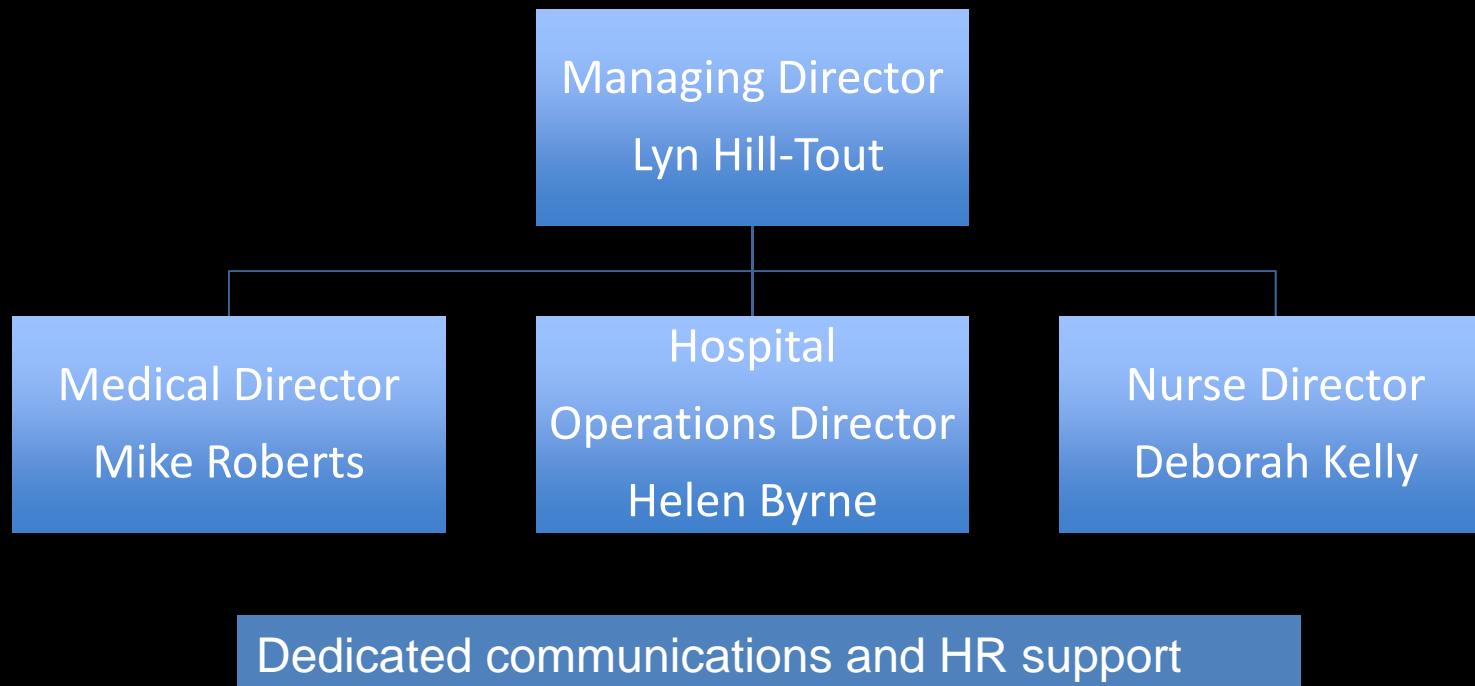 Managing Director
Lyn Hill-Tout
Medical Director
Mike Roberts
Hospital
Operations Director
Helen Byrne
Nurse Director
Deborah Kelly
Dedicated communications and HR support